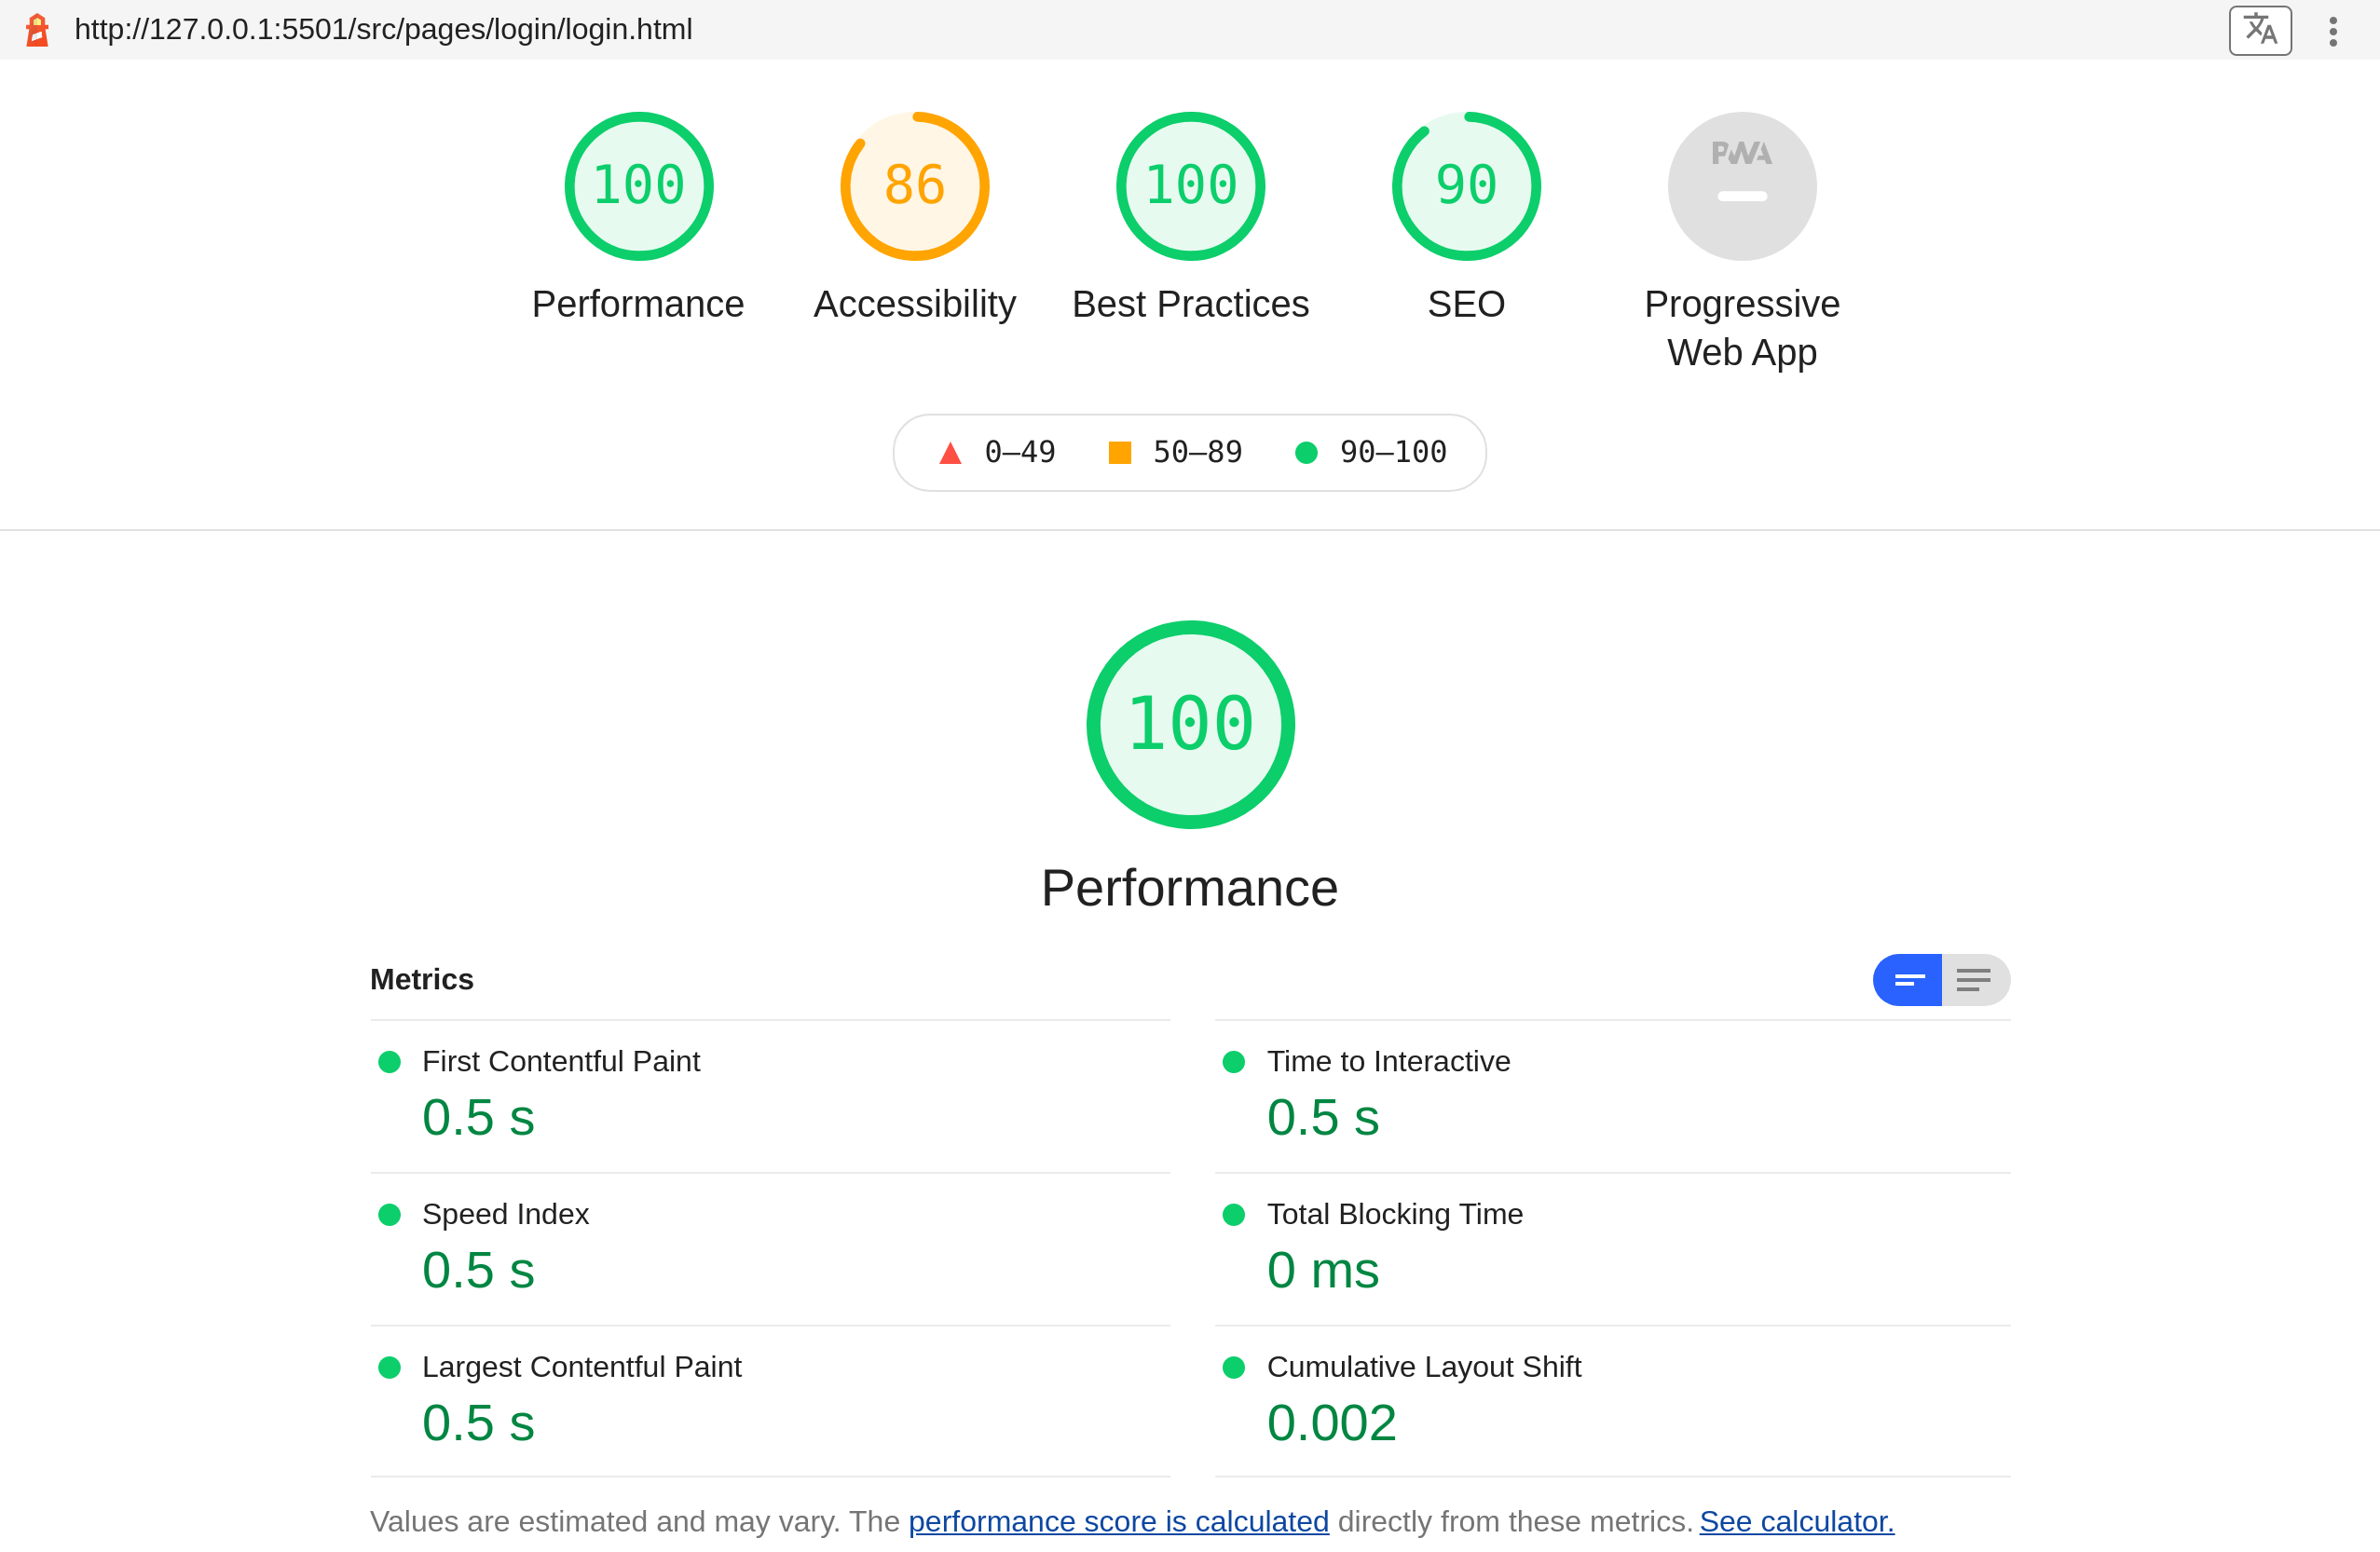 http://127.0.0.1:5501/src/pages/login/login.html
100
86
100
90
PWA
Performance
Accessibility
Best Practices
SEO
Progressive
Web App
0–49
50–89
90–100
100
Performance
Metrics
First Contentful Paint
0.5 s
Time to Interactive
0.5 s
Speed Index
0.5 s
Total Blocking Time
0 ms
Largest Contentful Paint
0.5 s
Cumulative Layout Shift
0.002
Values are estimated and may vary. The performance score is calculated directly from these metrics. See calculator.